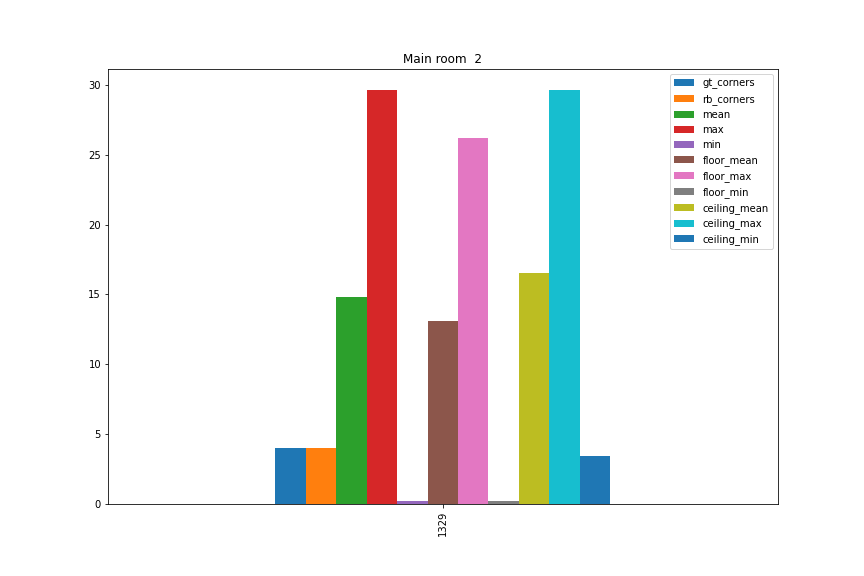 Main room  2
30
25
20
15
10
5
0
1329
gt_corners
rb_corners
mean
max
min
floor_mean
floor_max
floor_min
ceiling_mean
ceiling_max
ceiling_min